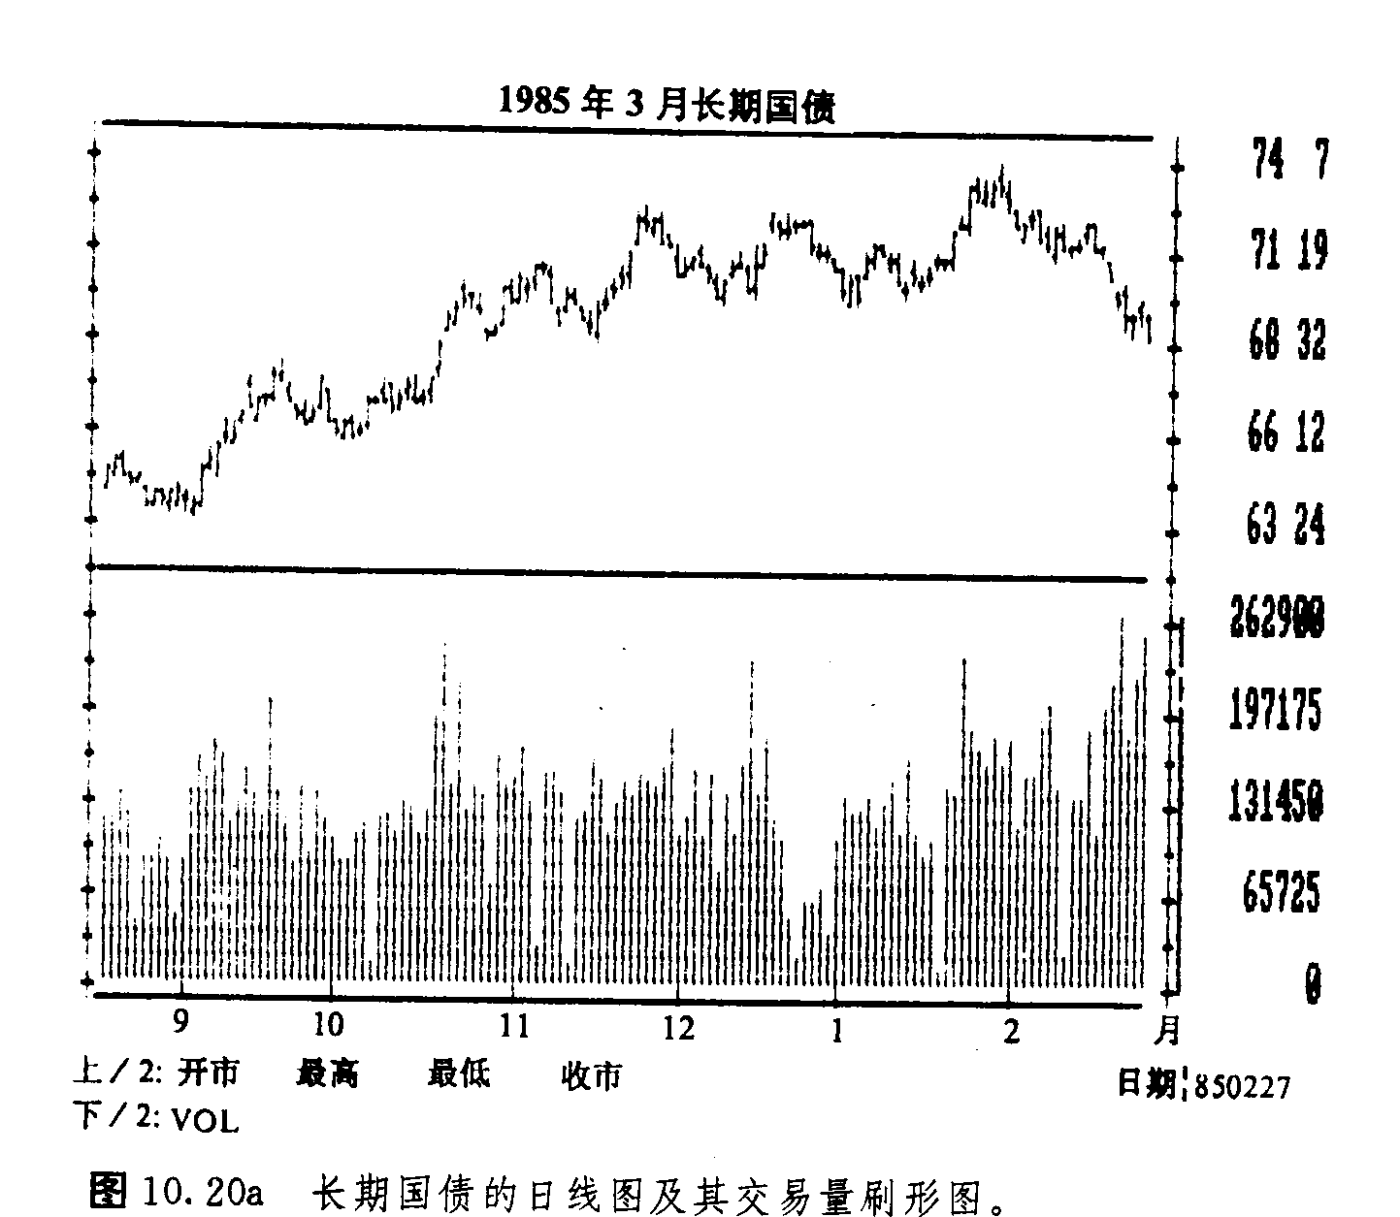 1985 年 3 月长期国债
74 7
71 19
68 32
66 12
63 24
262900
197175
131450
65725
0
9 10 11 12 1 2 月
上/2: 开市 最高 最低 收市 日期¦850227
下/2: VOL
图 10.20a 长期国债的日线图及其交易量刷形图。